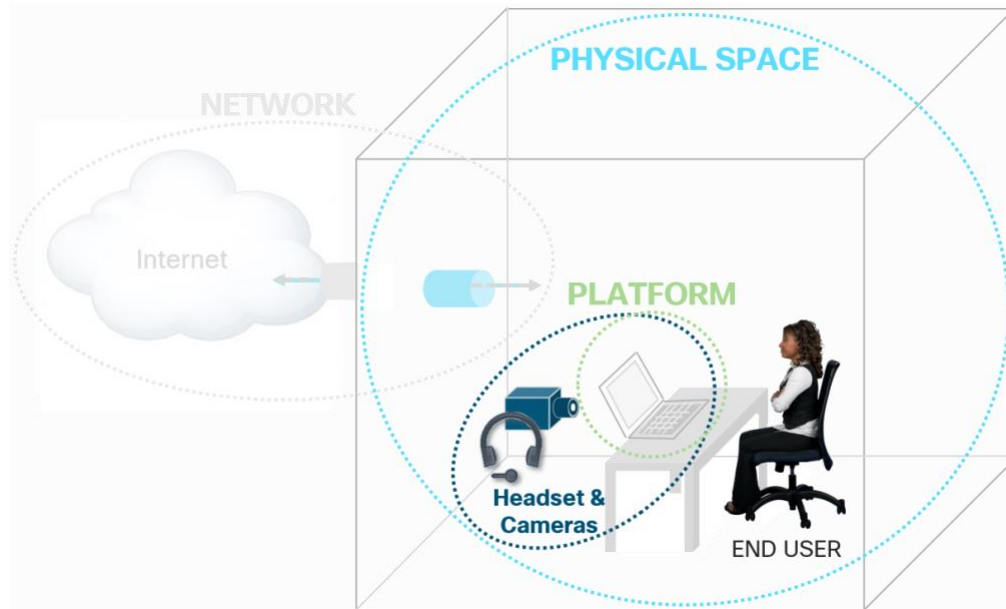 PHYSICAL SPACE
NETWORK
Internet
PLATFORM
Headset &
Cameras
END USER